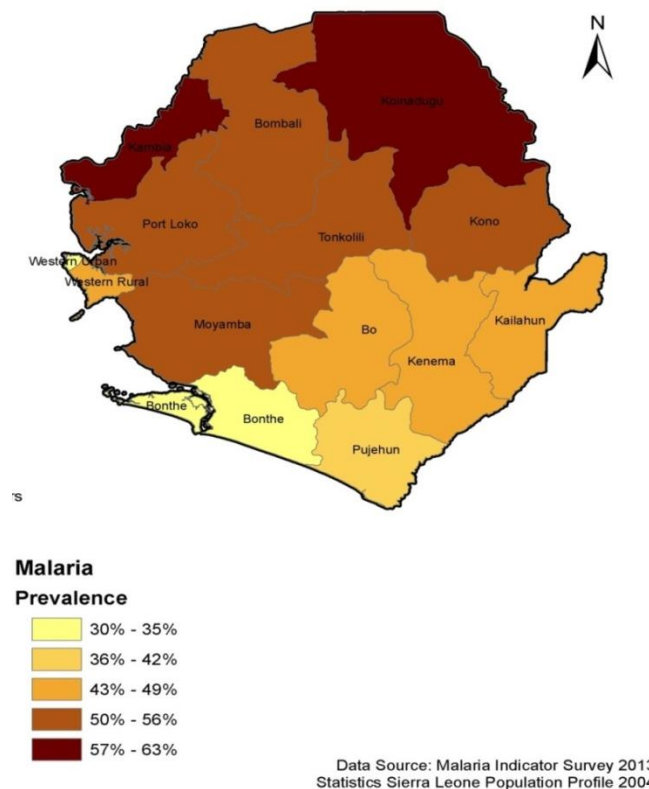 N
Komadugu
Bombali
Kambia
Port Loko
Kono
Tonkolili
Western Urban
Western Rural
Kailahun
Moyamba
Bo
Kenema
Bonthe
Bonthe
Pujehun
rs
Malaria
Prevalence
30% - 35%
36% - 42%
43% - 49%
50% - 56%
57% - 63%
Data Source: Malaria Indicator Survey 2013
Statistics Sierra Leone Population Profile 2004